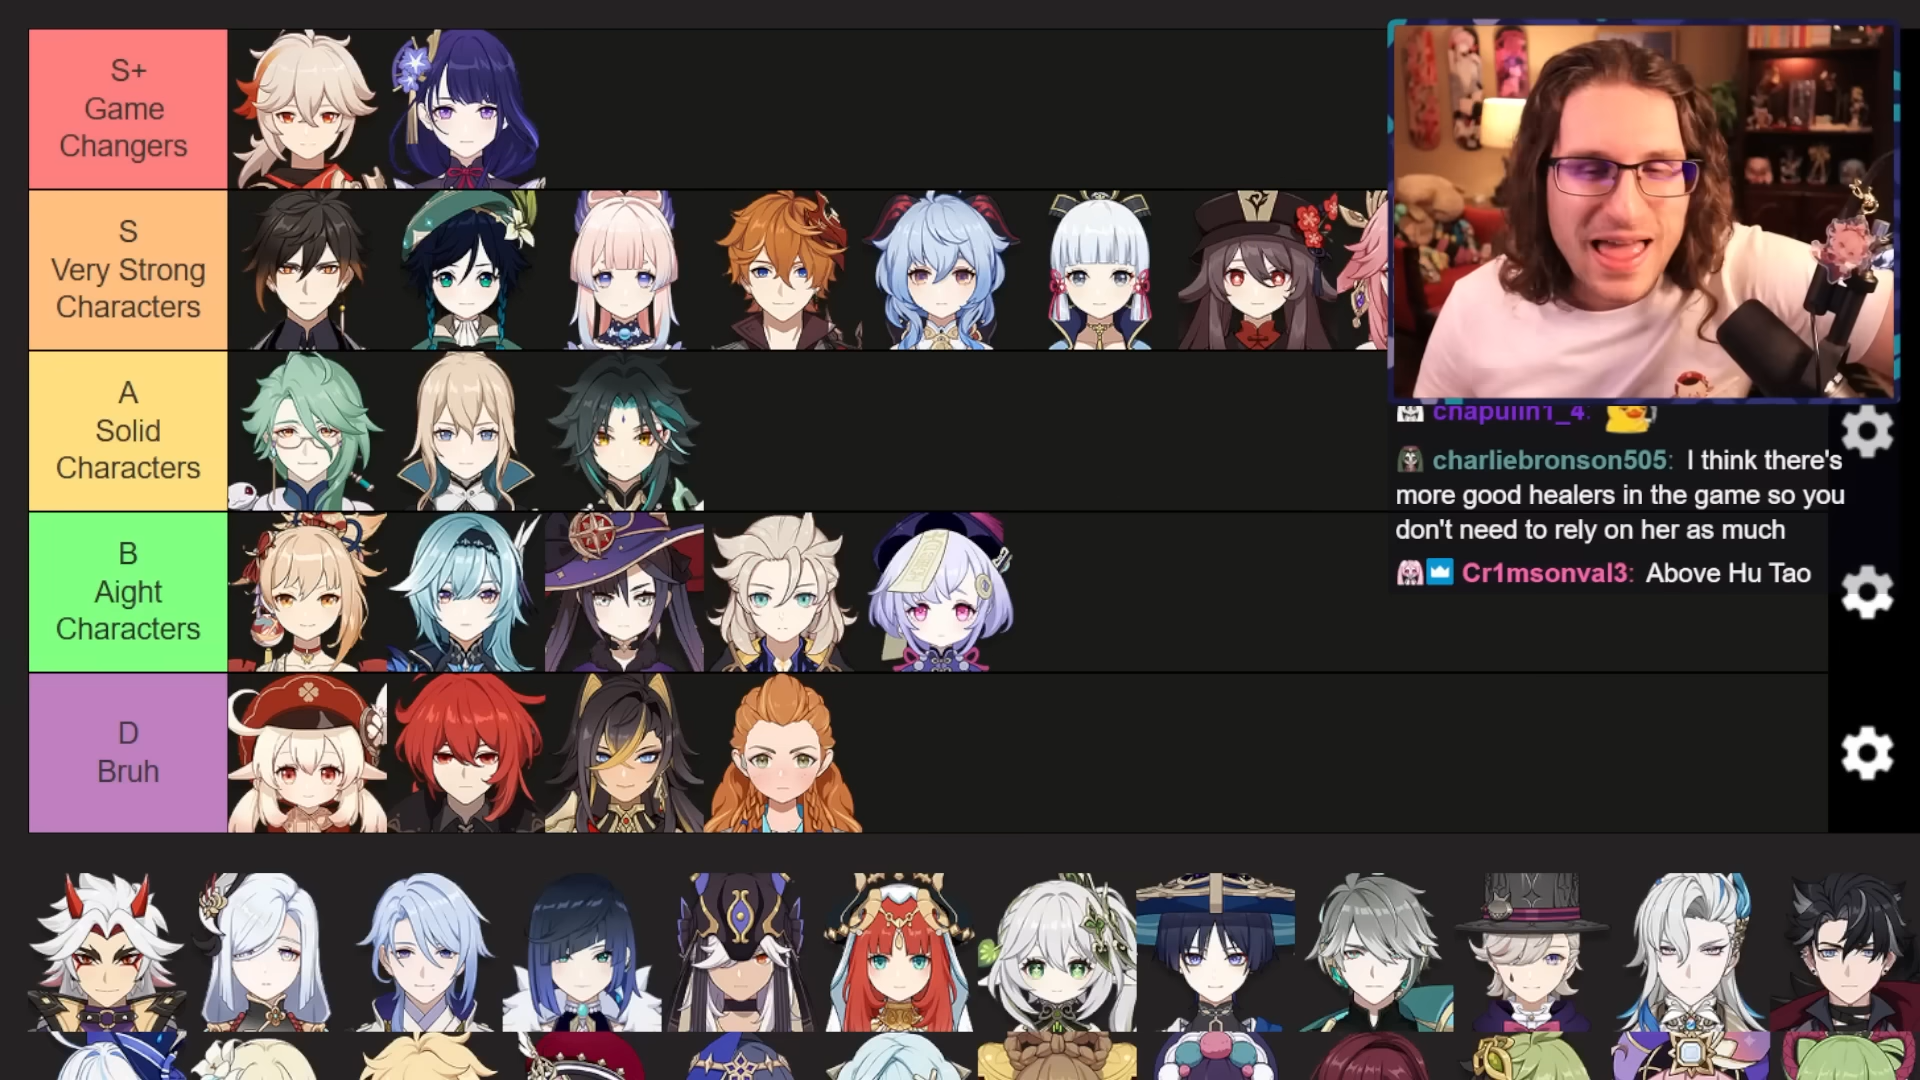 S+
Game
Changers
S
Very Strong
Characters
A
Solid
Characters
B
Aight
Characters
D
Bruh
chapulin1_4:
charliebronson505: I think there's
more good healers in the game so you
don't need to rely on her as much
Cr1msonval3: Above Hu Tao